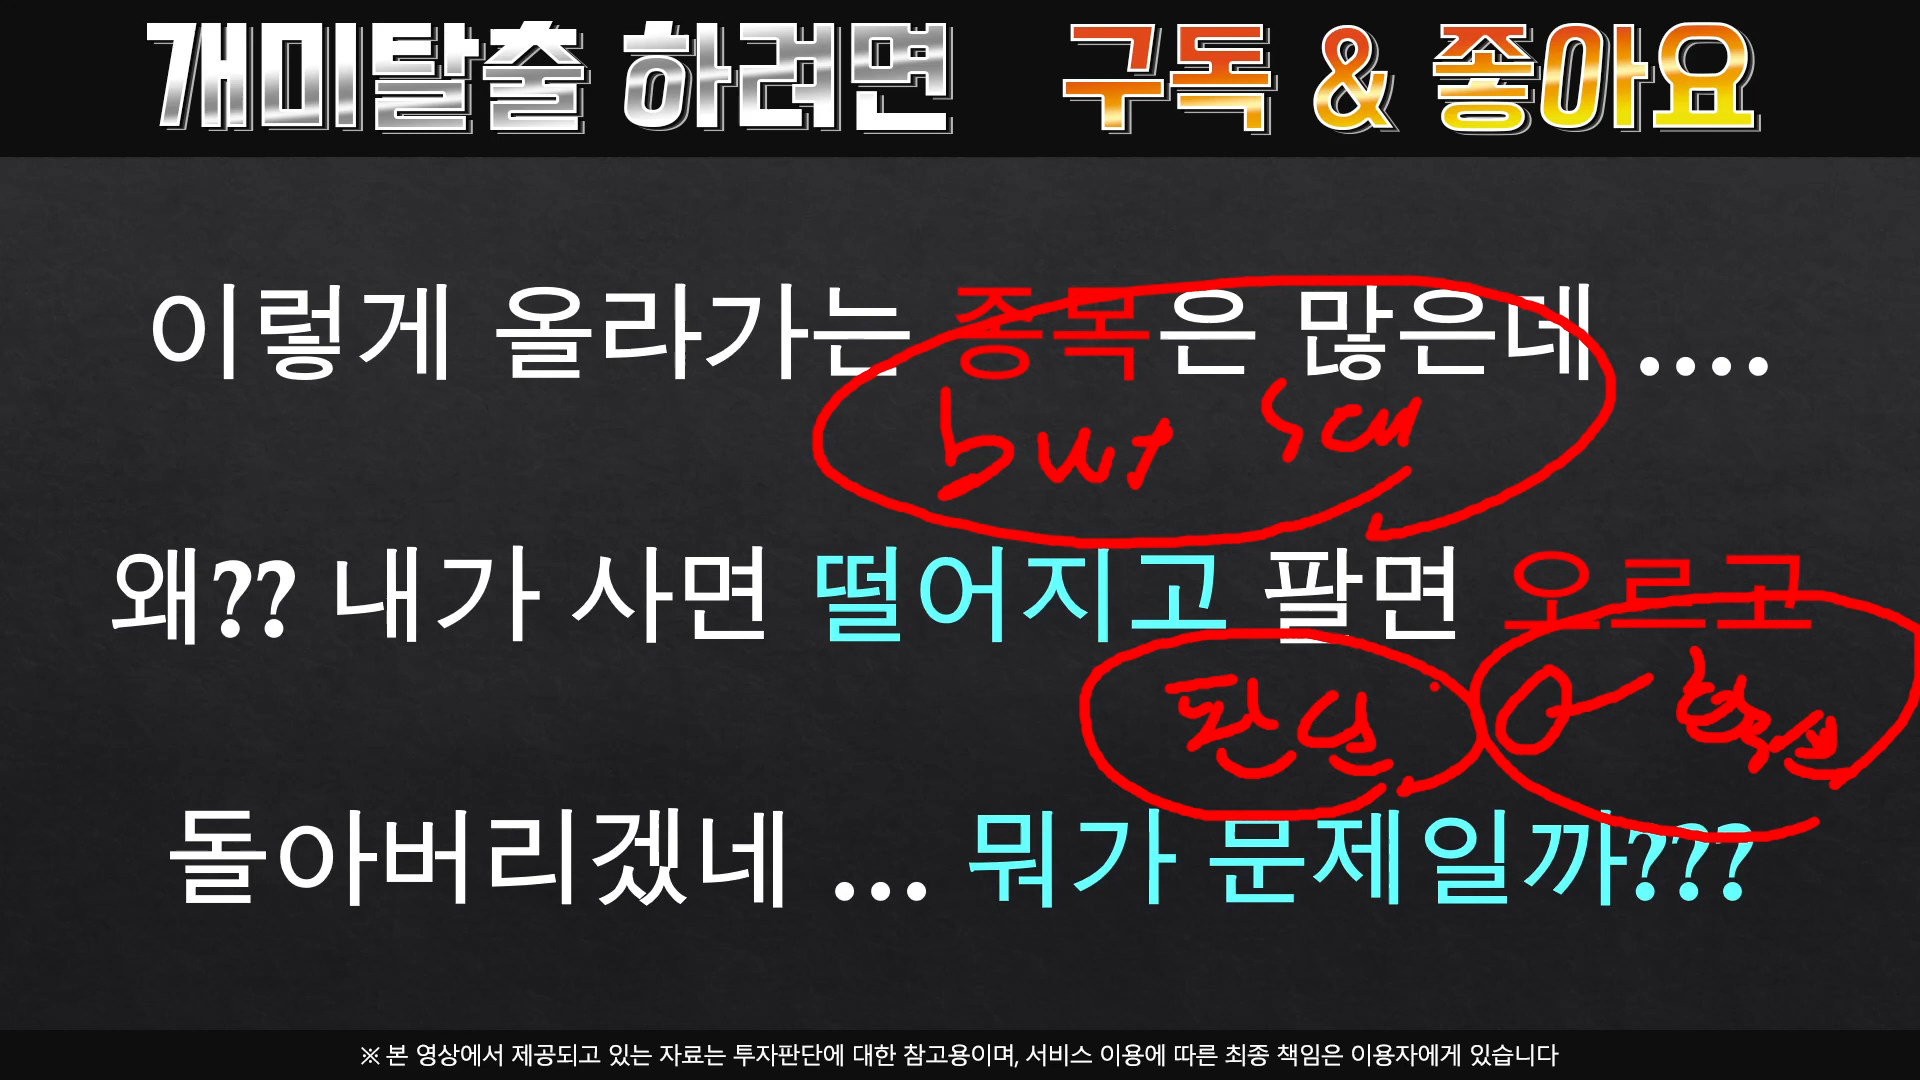 개미탈출 하려면 구독 & 좋아요
이렇게 올라가는 종목은 많은데 ....
but
왜?? 내가 사면 떨어지고 팔면 오르고
판단
돌아버리겠네 ... 뭐가 문제일까???
※ 본 영상에서 제공되고 있는 자료는 투자판단에 대한 참고용이며, 서비스 이용에 따른 최종 책임은 이용자에게 있습니다